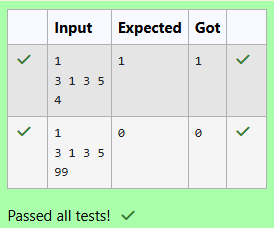 Input Expected Got
1 1 1
3 1 3 5
4
1 0 0
3 1 3 5
99
Passed all tests!